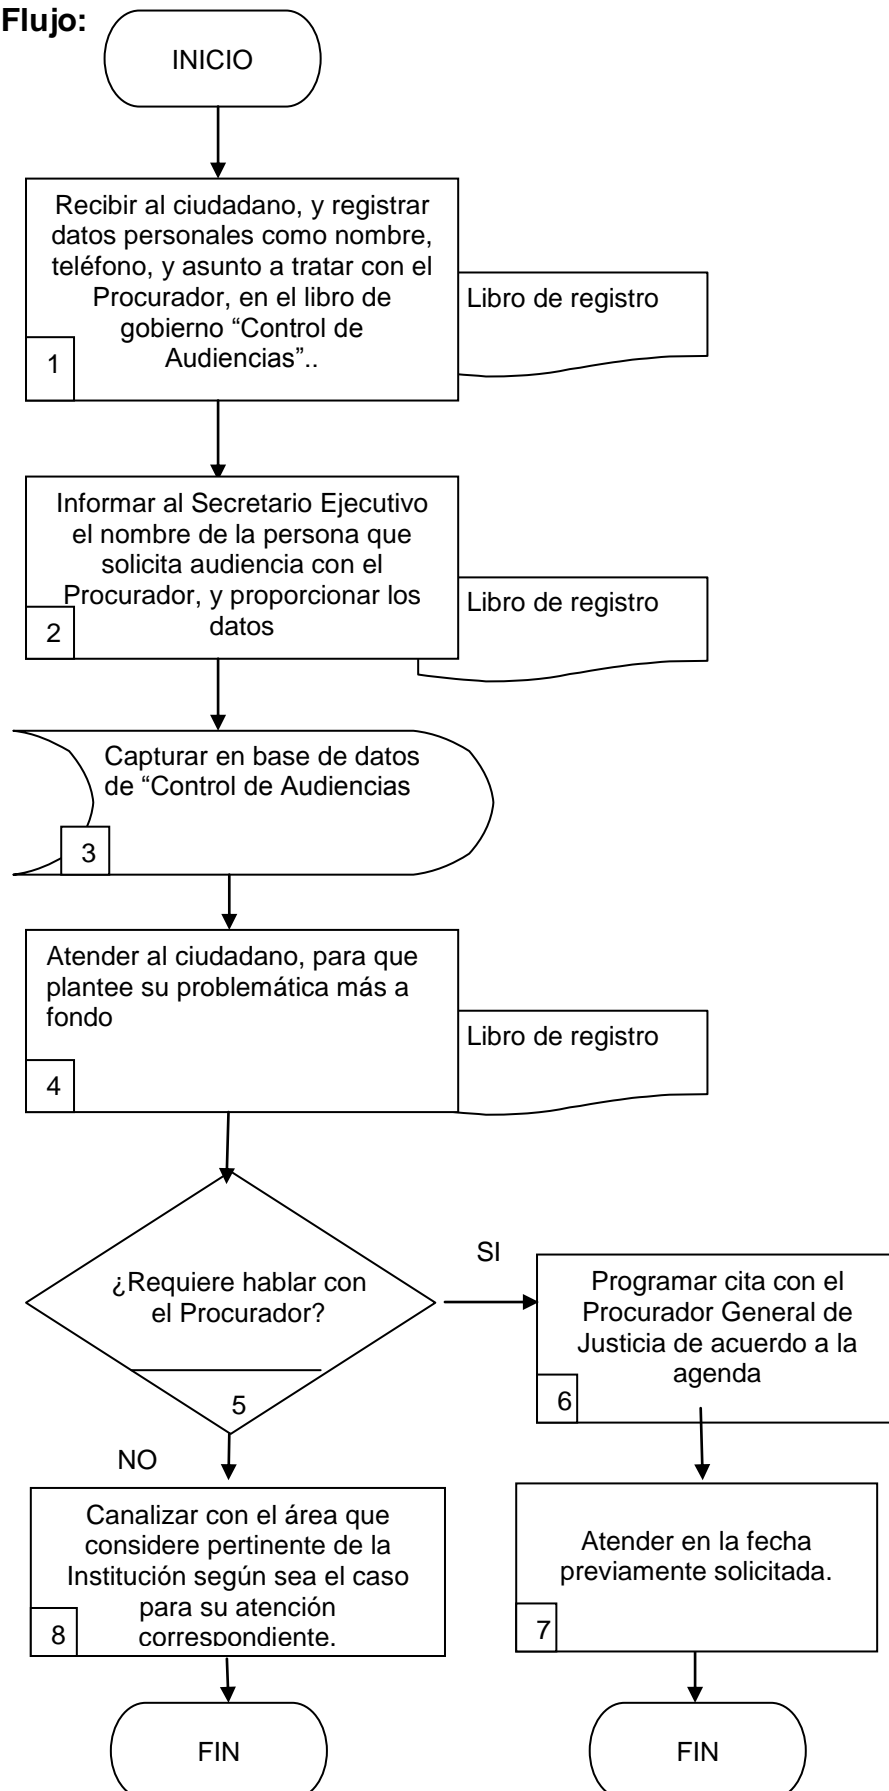 Flujo:
INICIO
Recibir al ciudadano, y registrar
datos personales como nombre,
teléfono, y asunto a tratar con el
Procurador, en el libro de
gobierno “Control de
Audiencias”..
1
Libro de registro
Informar al Secretario Ejecutivo
el nombre de la persona que
solicita audiencia con el
Procurador, y proporcionar los
datos
2
Libro de registro
Capturar en base de datos
de “Control de Audiencias
3
Atender al ciudadano, para que
plantee su problemática más a
fondo
4
Libro de registro
¿Requiere hablar con
el Procurador?
5
SI
Programar cita con el
Procurador General de
Justicia de acuerdo a la
agenda
6
NO
Canalizar con el área que
considere pertinente de la
Institución según sea el caso
para su atención
correspondiente.
8
Atender en la fecha
previamente solicitada.
7
FIN
FIN